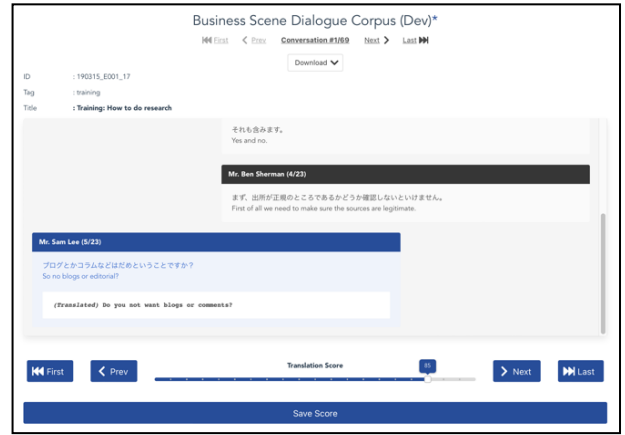 Business Scene Dialogue Corpus (Dev)*
First Prev Conversation #1/69 Next Last
Download
ID : 190315_E001_17
Tag : training
Title : Training: How to do research
それも含みます。
Yes and no.
Mr. Ben Sherman (4/23)
まず、出所が正規のところであるかどうか確認しないといけません。
First of all we need to make sure the sources are legitimate.
Mr. Sam Lee (5/23)
ブログとかコラムなどはだめということですか？
So no blogs or editorial?
(Translated) Do you not want blogs or comments?
First Prev Translation Score 85 Next Last
Save Score